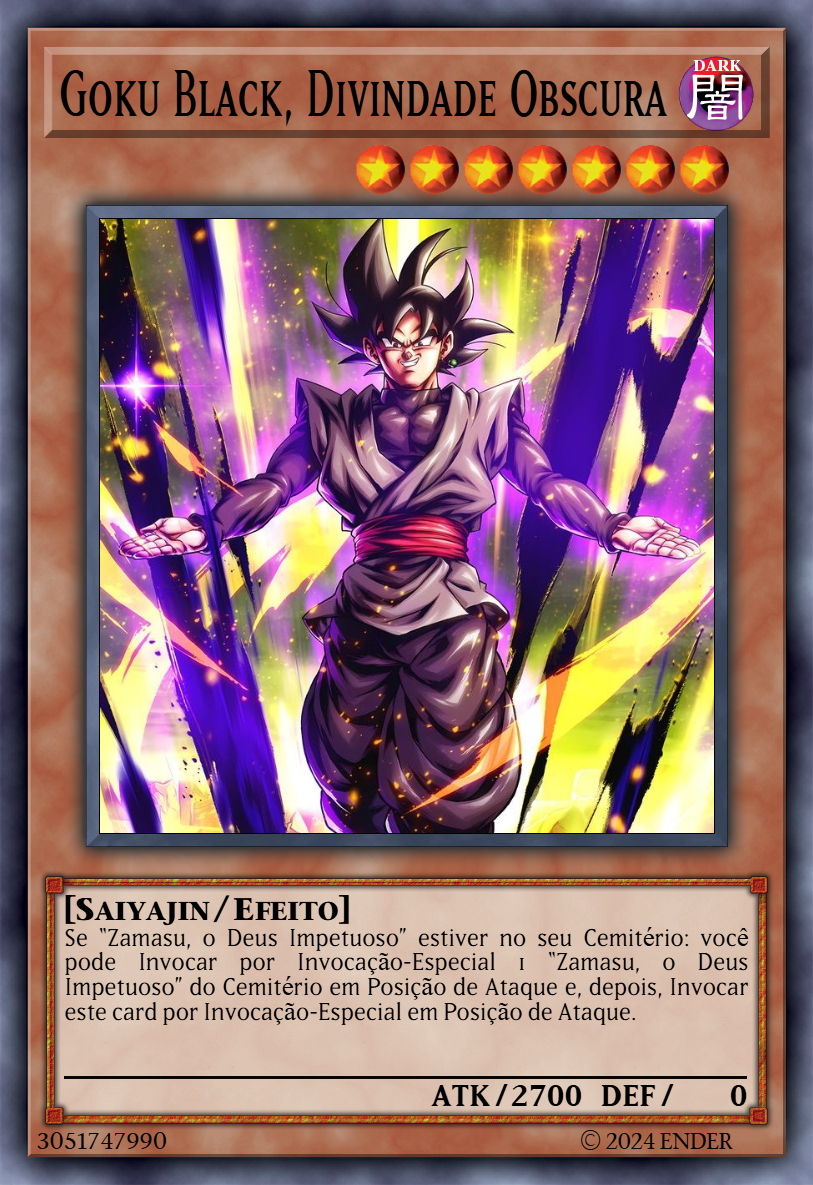 Goku Black, Divindade Obscura
DARK
闇
[Saiyajin/Efeito]
Se "Zamasu, o Deus Impetuoso" estiver no seu Cemitério: você
pode Invocar por Invocação-Especial 1 "Zamasu, o Deus
Impetuoso" do Cemitério em Posição de Ataque e, depois, Invocar
este card por Invocação-Especial em Posição de Ataque.
ATK/2700 DEF/ 0
3051747990 © 2024 ENDER